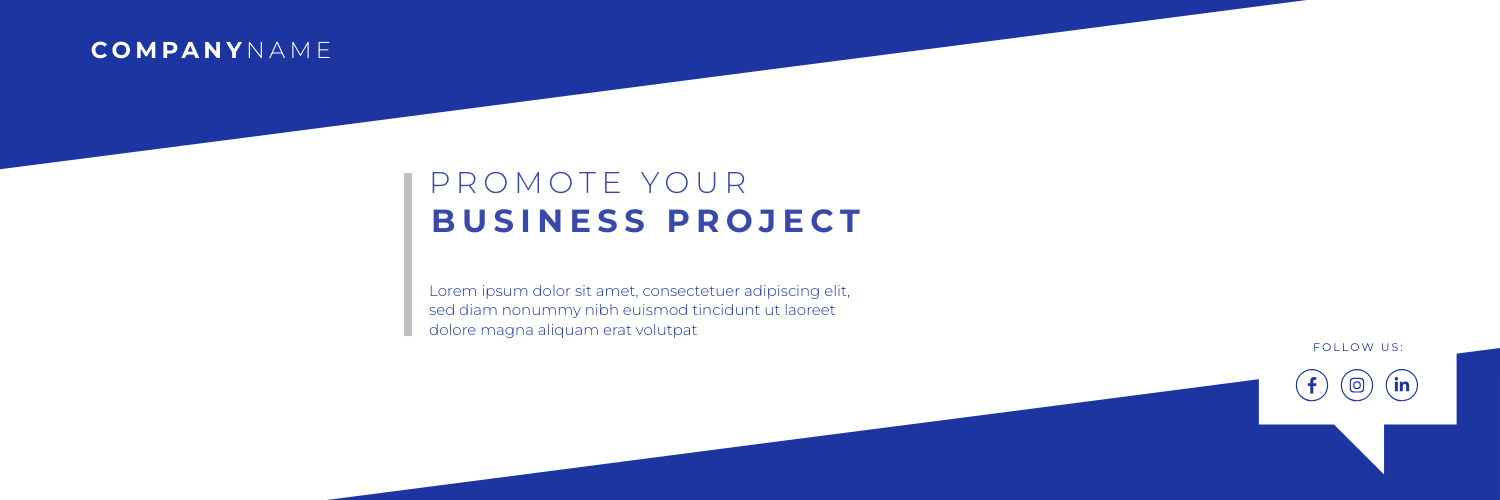 COMPANYNAME
PROMOTE YOUR
BUSINESS PROJECT
Lorem ipsum dolor sit amet, consectetuer adipiscing elit,
sed diam nonummy nibh euismod tincidunt ut laoreet
dolore magna aliquam erat volutpat
FOLLOW US: